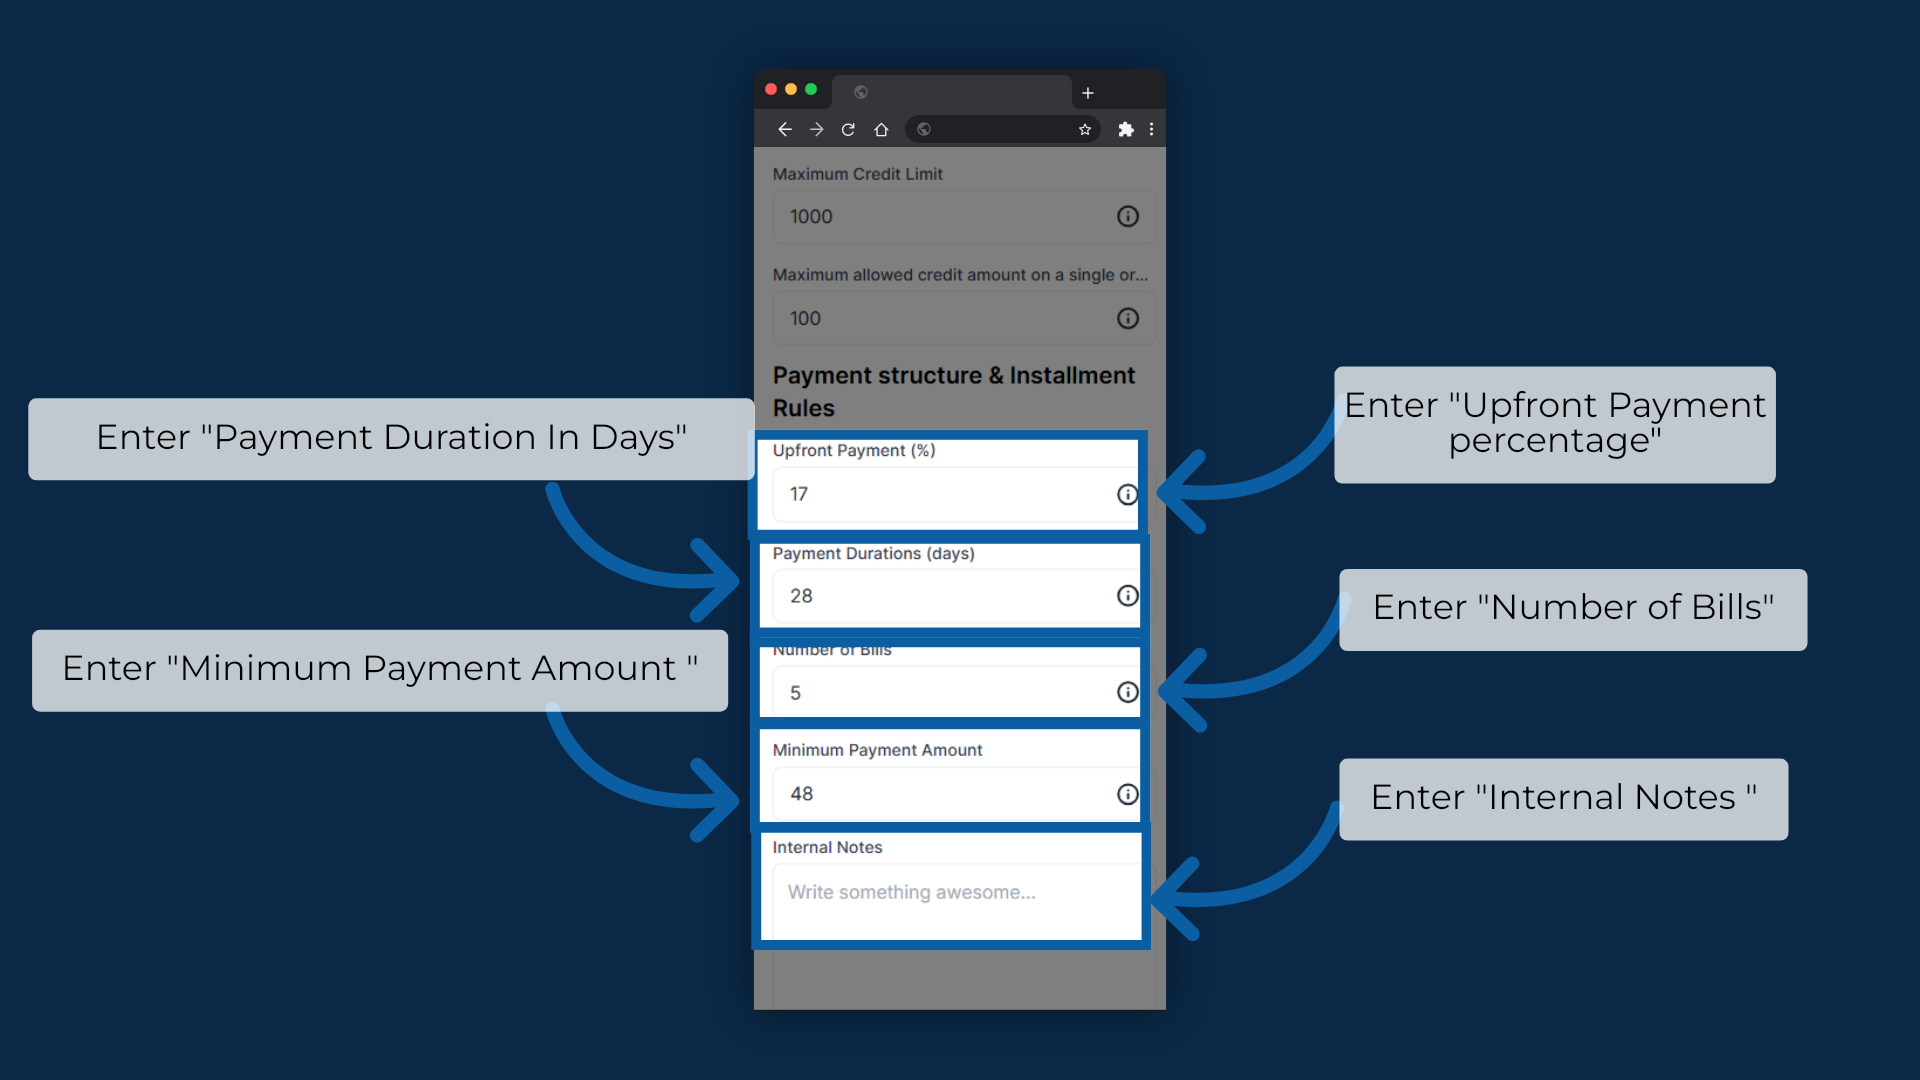 Maximum Credit Limit
1000
Maximum allowed credit amount on a single or...
100
Payment structure & Installment
Rules
Enter "Payment Duration In Days"
Enter "Upfront Payment
percentage"
Upfront Payment (%)
17
Payment Durations (days)
28
Enter "Number of Bills"
Enter "Minimum Payment Amount "
Number of Bills
5
Minimum Payment Amount
48
Enter "Internal Notes "
Internal Notes
Write something awesome...